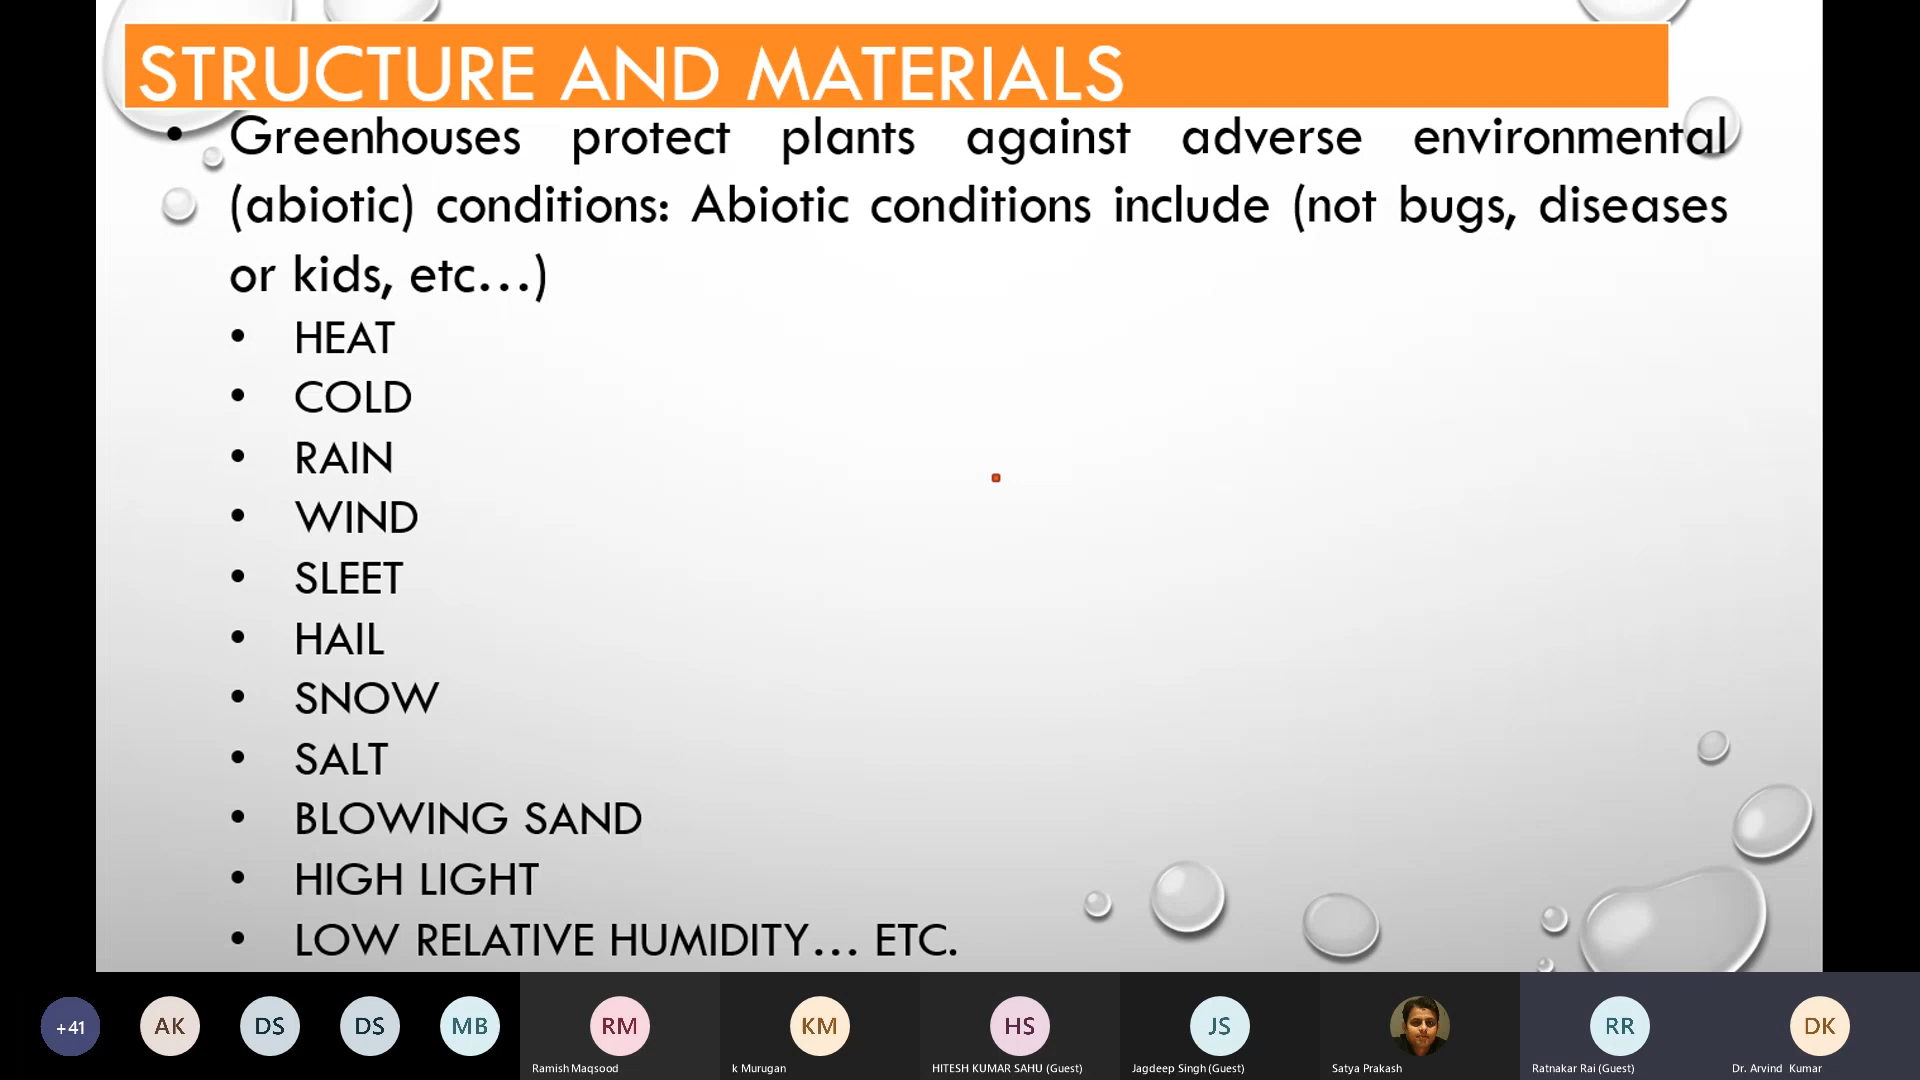 STRUCTURE AND MATERIALS
• Greenhouses protect plants against adverse environmental
(abiotic) conditions: Abiotic conditions include (not bugs, diseases
or kids, etc...)
• HEAT
• COLD
• RAIN
• WIND
• SLEET
• HAIL
• SNOW
• SALT
• BLOWING SAND
• HIGH LIGHT
• LOW RELATIVE HUMIDITY... ETC.
+41 AK DS DS MB RM KM HS JS RR DK
Ramish Maqsood k Murugan HITESH KUMAR SAHU (Guest) Jagdeep Singh (Guest) Satya Prakash Ratnakar Rai (Guest) Dr. Arvind Kumar